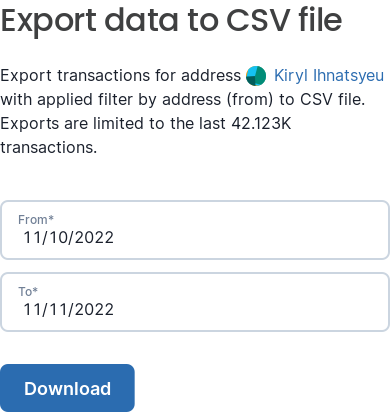 Export data to CSV file
Export transactions for address Kiryl Ihnatsyeu
with applied filter by address (from) to CSV file.
Exports are limited to the last 42.123K
transactions.
From*
11/10/2022
To*
11/11/2022
Download